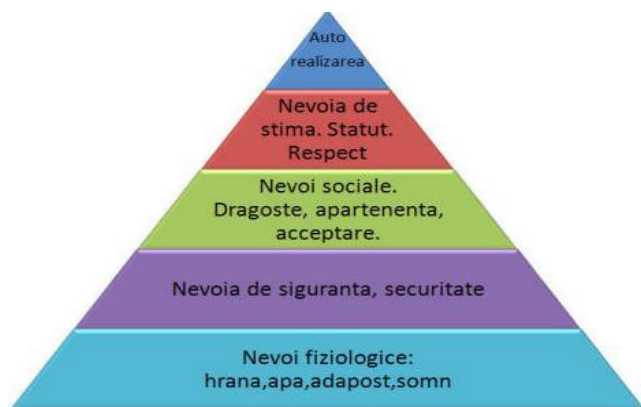 Auto
realizarea
Nevoia de
stima. Statut.
Respect
Nevoi sociale.
Dragoste, apartenenta,
acceptare.
Nevoia de siguranta, securitate
Nevoi fiziologice:
hrana,apa,adapost,somn